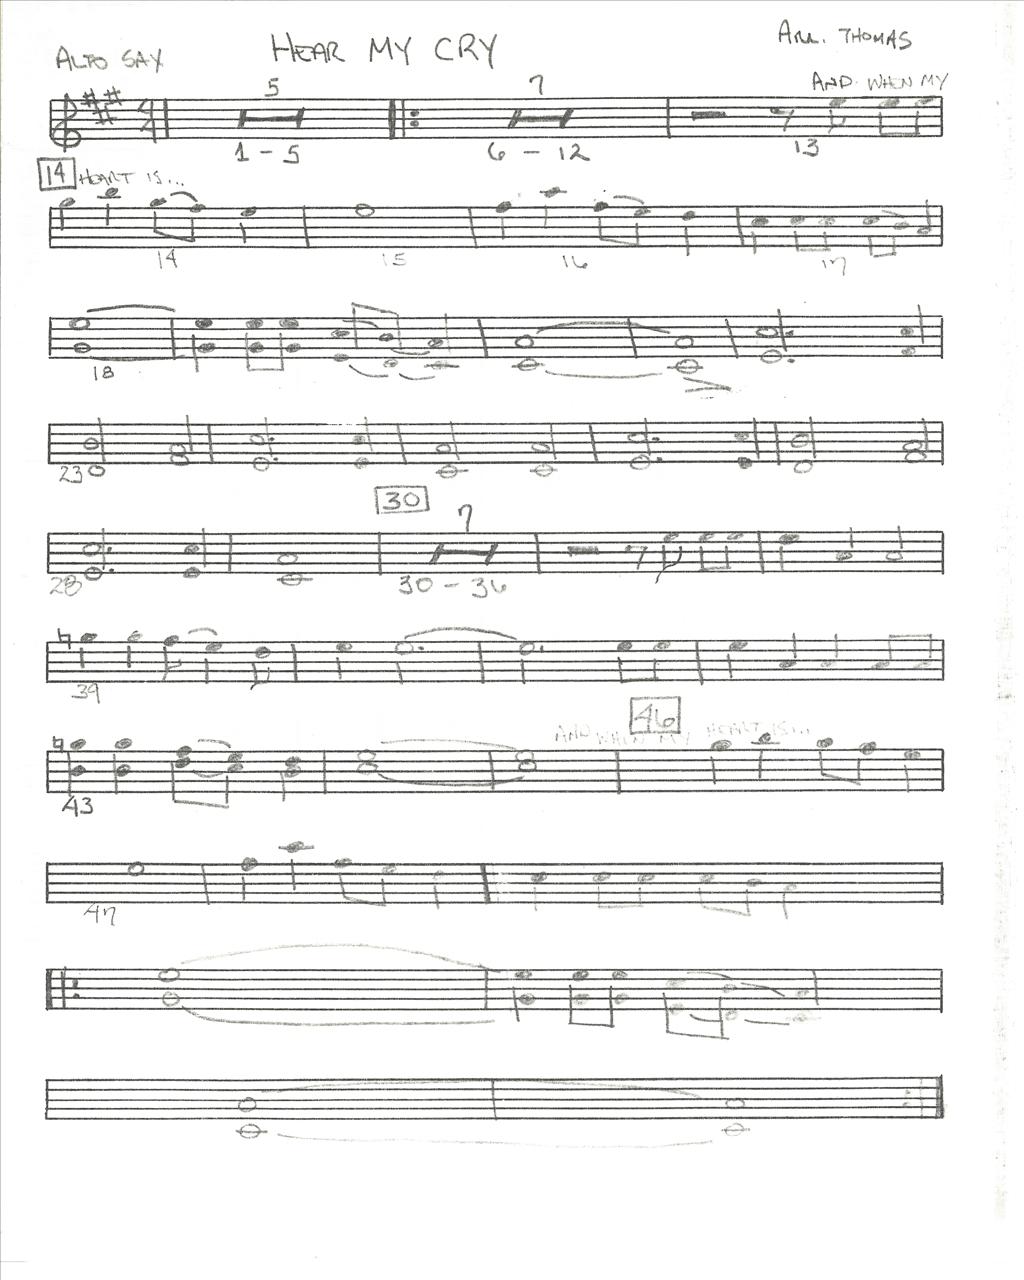 HEAR MY CRY
ARR. THOMAS
ALTO SAX
AND WHEN MY
5
7
4
4
1 - 5
6 - 12
13
14 HEART IS...
14
15
16
17
18
23
30
7
28
30 - 36
39
46
AND WHEN MY HEART IS...
43
47